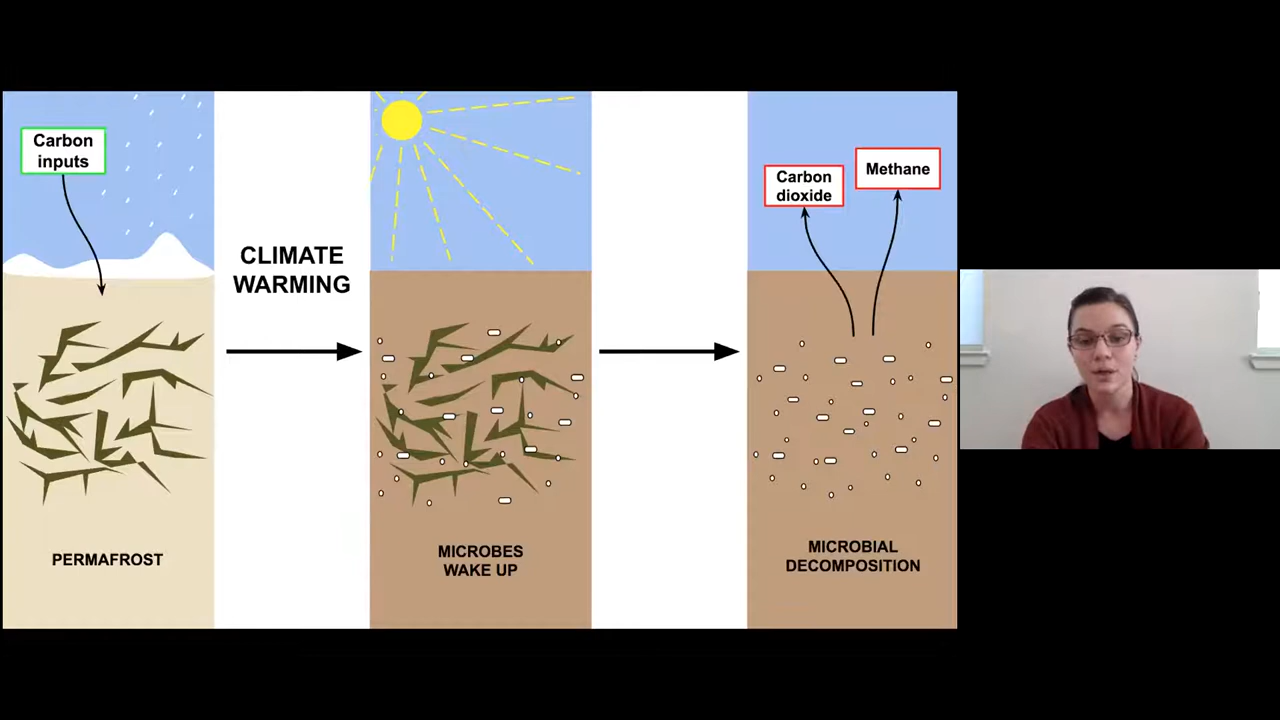 Carbon
inputs
PERMAFROST
CLIMATE
WARMING
MICROBES
WAKE UP
Carbon
dioxide
Methane
MICROBIAL
DECOMPOSITION